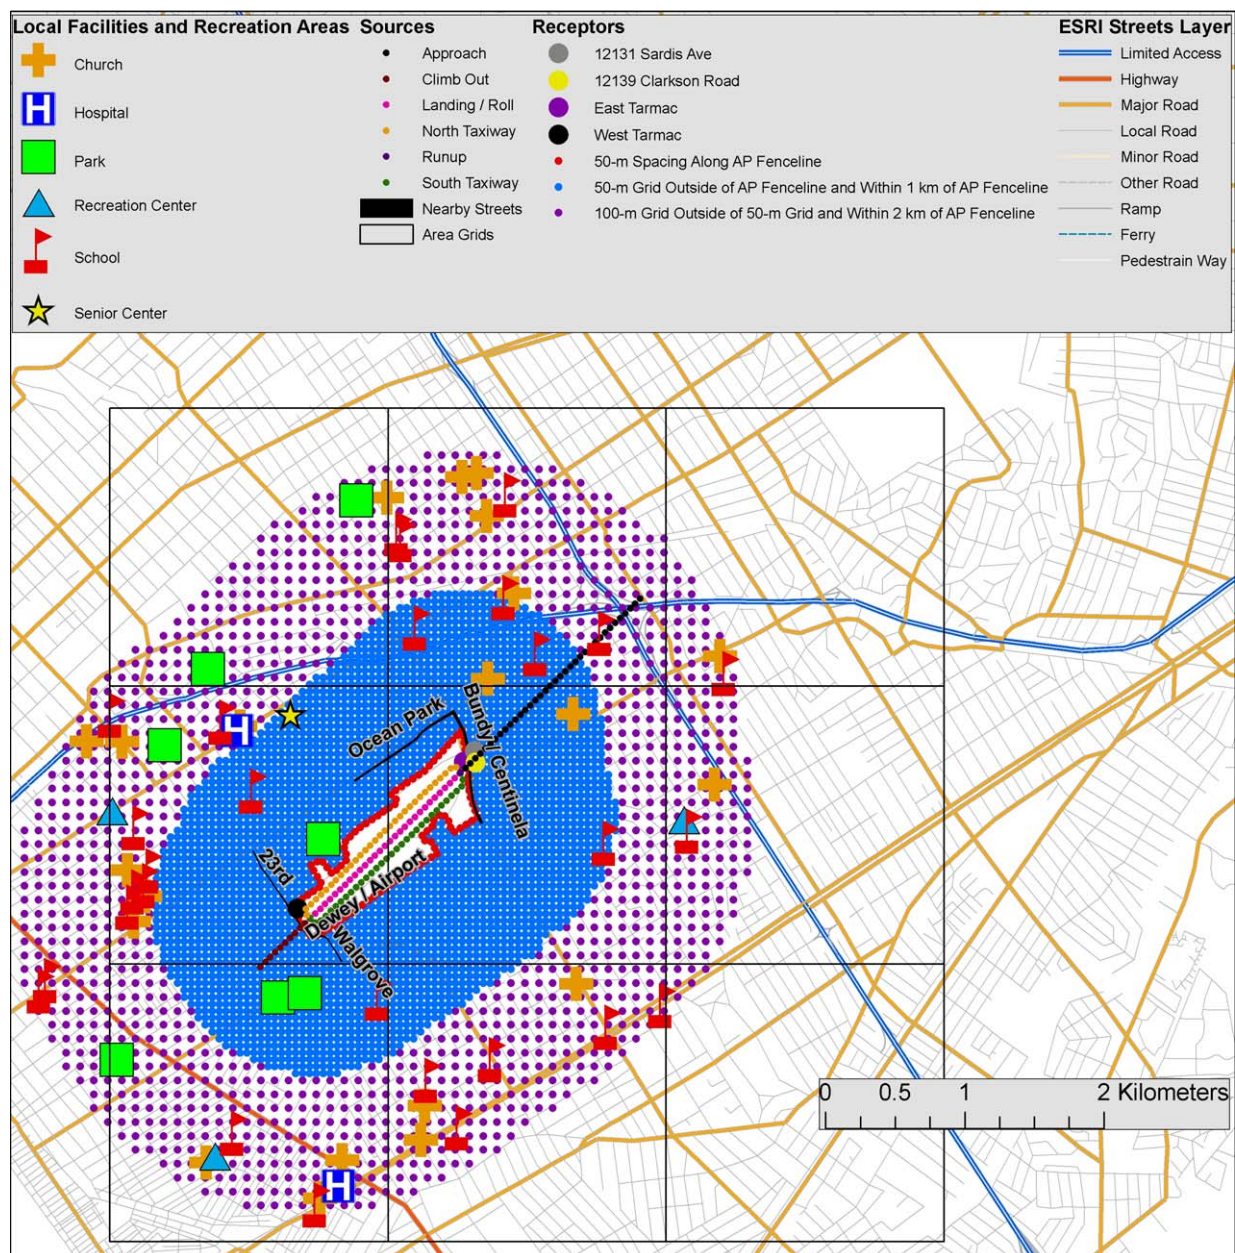 Local Facilities and Recreation Areas
Church
Hospital
Park
Recreation Center
School
Senior Center
Sources
Approach
Climb Out
Landing / Roll
North Taxiway
Runup
South Taxiway
Nearby Streets
Area Grids
Receptors
12131 Sardis Ave
12139 Clarkson Road
East Tarmac
West Tarmac
50-m Spacing Along AP Fenceline
50-m Grid Outside of AP Fenceline and Within 1 km of AP Fenceline
100-m Grid Outside of 50-m Grid and Within 2 km of AP Fenceline
ESRI Streets Layer
Limited Access
Highway
Major Road
Local Road
Minor Road
Other Road
Ramp
Ferry
Pedestrain Way
Ocean Park
Bundy / Centinela
23rd
Dewey / Airport
Walgrove
H
H
H
0 0.5 1 2 Kilometers